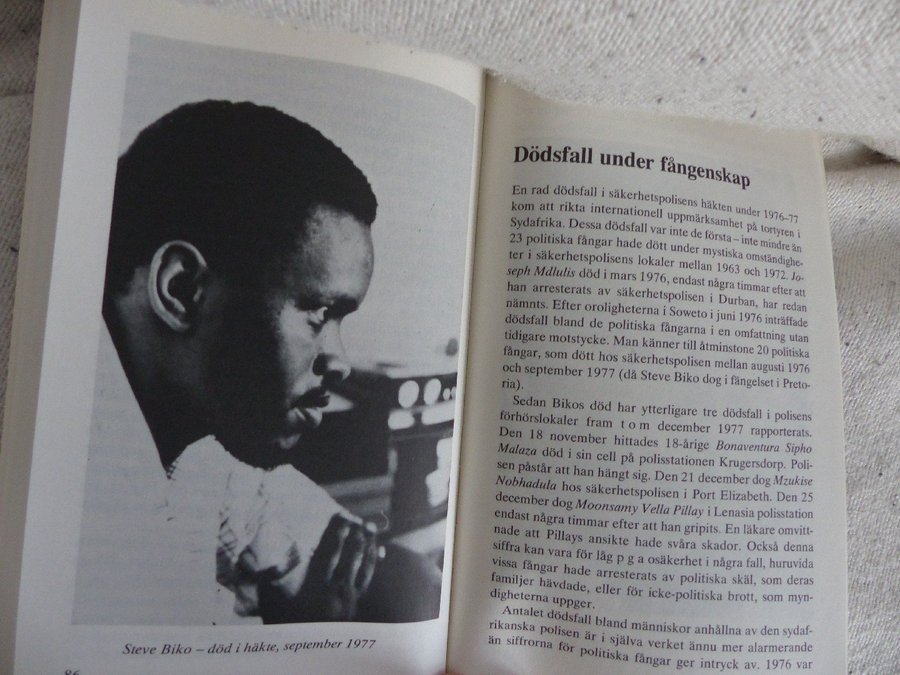 Steve Biko – död i häkte, september 1977
86
Dödsfall under fångenskap
En rad dödsfall i säkerhetspolisens häkten under 1976–77
kom att rikta internationell uppmärksamhet på tortyren i
Sydafrika. Dessa dödsfall var inte de första – inte mindre än
23 politiska fångar hade dött under mystiska omständighe-
ter i säkerhetspolisens lokaler mellan 1963 och 1972. Jo-
seph Mdlulis död i mars 1976, endast några timmar efter att
han arresterats av säkerhetspolisen i Durban, har redan
nämnts. Efter oroligheterna i Soweto i juni 1976 inträffade
dödsfall bland de politiska fångarna i en omfattning utan
tidigare motstycke. Man känner till åtminstone 20 politiska
fångar, som dött hos säkerhetspolisen mellan augusti 1976
och september 1977 (då Steve Biko dog i fängelset i Preto-
ria).
Sedan Bikos död har ytterligare tre dödsfall i polisens
förhörslokaler fram t o m december 1977 rapporterats.
Den 18 november hittades 18-årige Bonaventura Sipho
Malaza död i sin cell på polisstationen Krugersdorp. Poli-
sen påstår att han hängt sig. Den 21 december dog Mzukise
Nobhadula hos säkerhetspolisen i Port Elizabeth. Den 25
december dog Moonsamy Vella Pillay i Lenasia polisstation
endast några timmar efter att han gripits. En läkare omvitt-
nade att Pillays ansikte hade svåra skador. Också denna
siffra kan vara för låg p g a osäkerhet i några fall, huruvida
vissa fångar hade arresterats av politiska skäl, som deras
familjer hävdade, eller för icke-politiska brott, som myn-
digheterna uppger.
Antalet dödsfall bland människor anhållna av den sydaf-
rikanska polisen är i själva verket ännu mer alarmerande
än siffrorna för politiska fångar ger intryck av. 1976 var